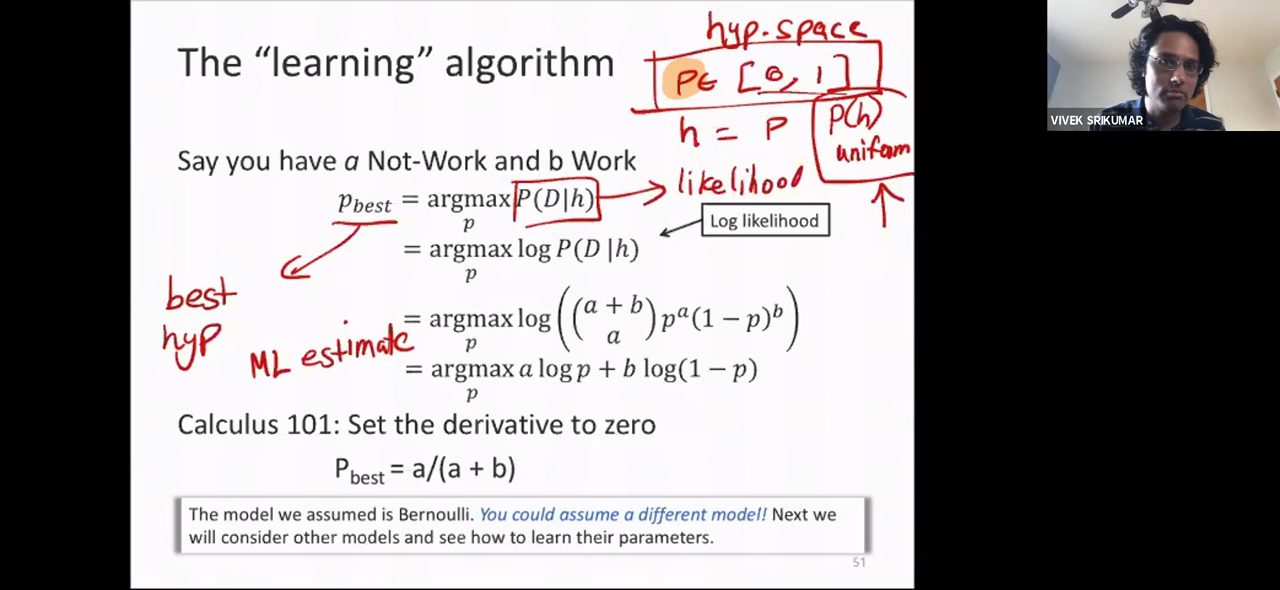 hyp. space
The “learning” algorithm
p ∈ [0, 1]
h = p
P(h)
uniform
Say you have a Not-Work and b Work
likelihood
p_best = argmax_p P(D|h)
Log likelihood
= argmax_p log P(D|h)
best
hyp
ML estimate
= argmax_p log((a + b a) p^a(1 − p)^b)
= argmax_p a log p + b log(1 − p)
Calculus 101: Set the derivative to zero
P_best = a/(a + b)
The model we assumed is Bernoulli. You could assume a different model! Next we
will consider other models and see how to learn their parameters.
51
VIVEK SRIKUMAR